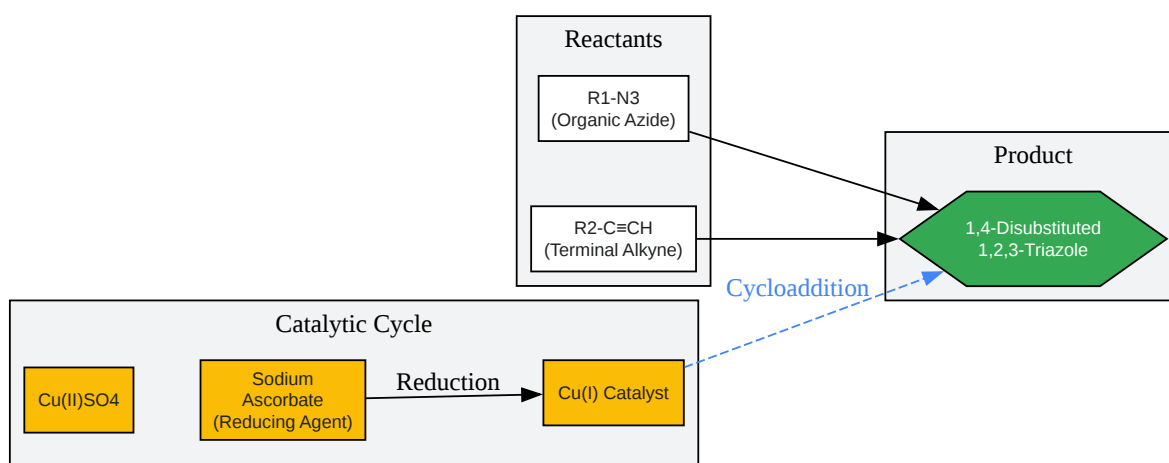 Reactants
R1-N3
(Organic Azide)
R2-C≡CH
(Terminal Alkyne)
Product
1,4-Disubstituted
1,2,3-Triazole
Cycloaddition
Catalytic Cycle
Cu(II)SO4
Sodium
Ascorbate
(Reducing Agent)
Reduction
Cu(I) Catalyst